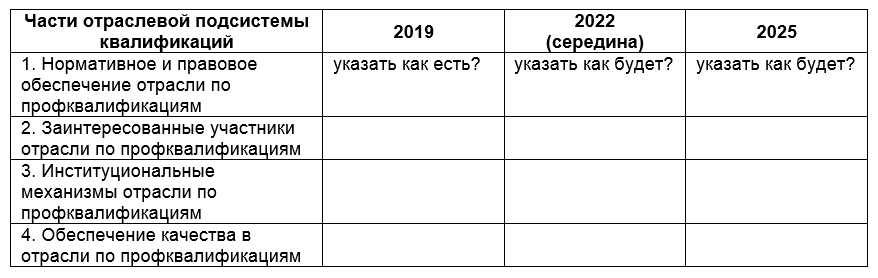 Части отраслевой подсистемы
квалификаций
2019
2022
(середина)
2025
1. Нормативное и правовое
обеспечение отрасли по
профквалификациям
указать как есть?
указать как будет?
указать как будет?
2. Заинтересованные участники
отрасли по профквалификациям
3. Институциональные
механизмы отрасли по
профквалификациям
4. Обеспечение качества в
отрасли по профквалификациям